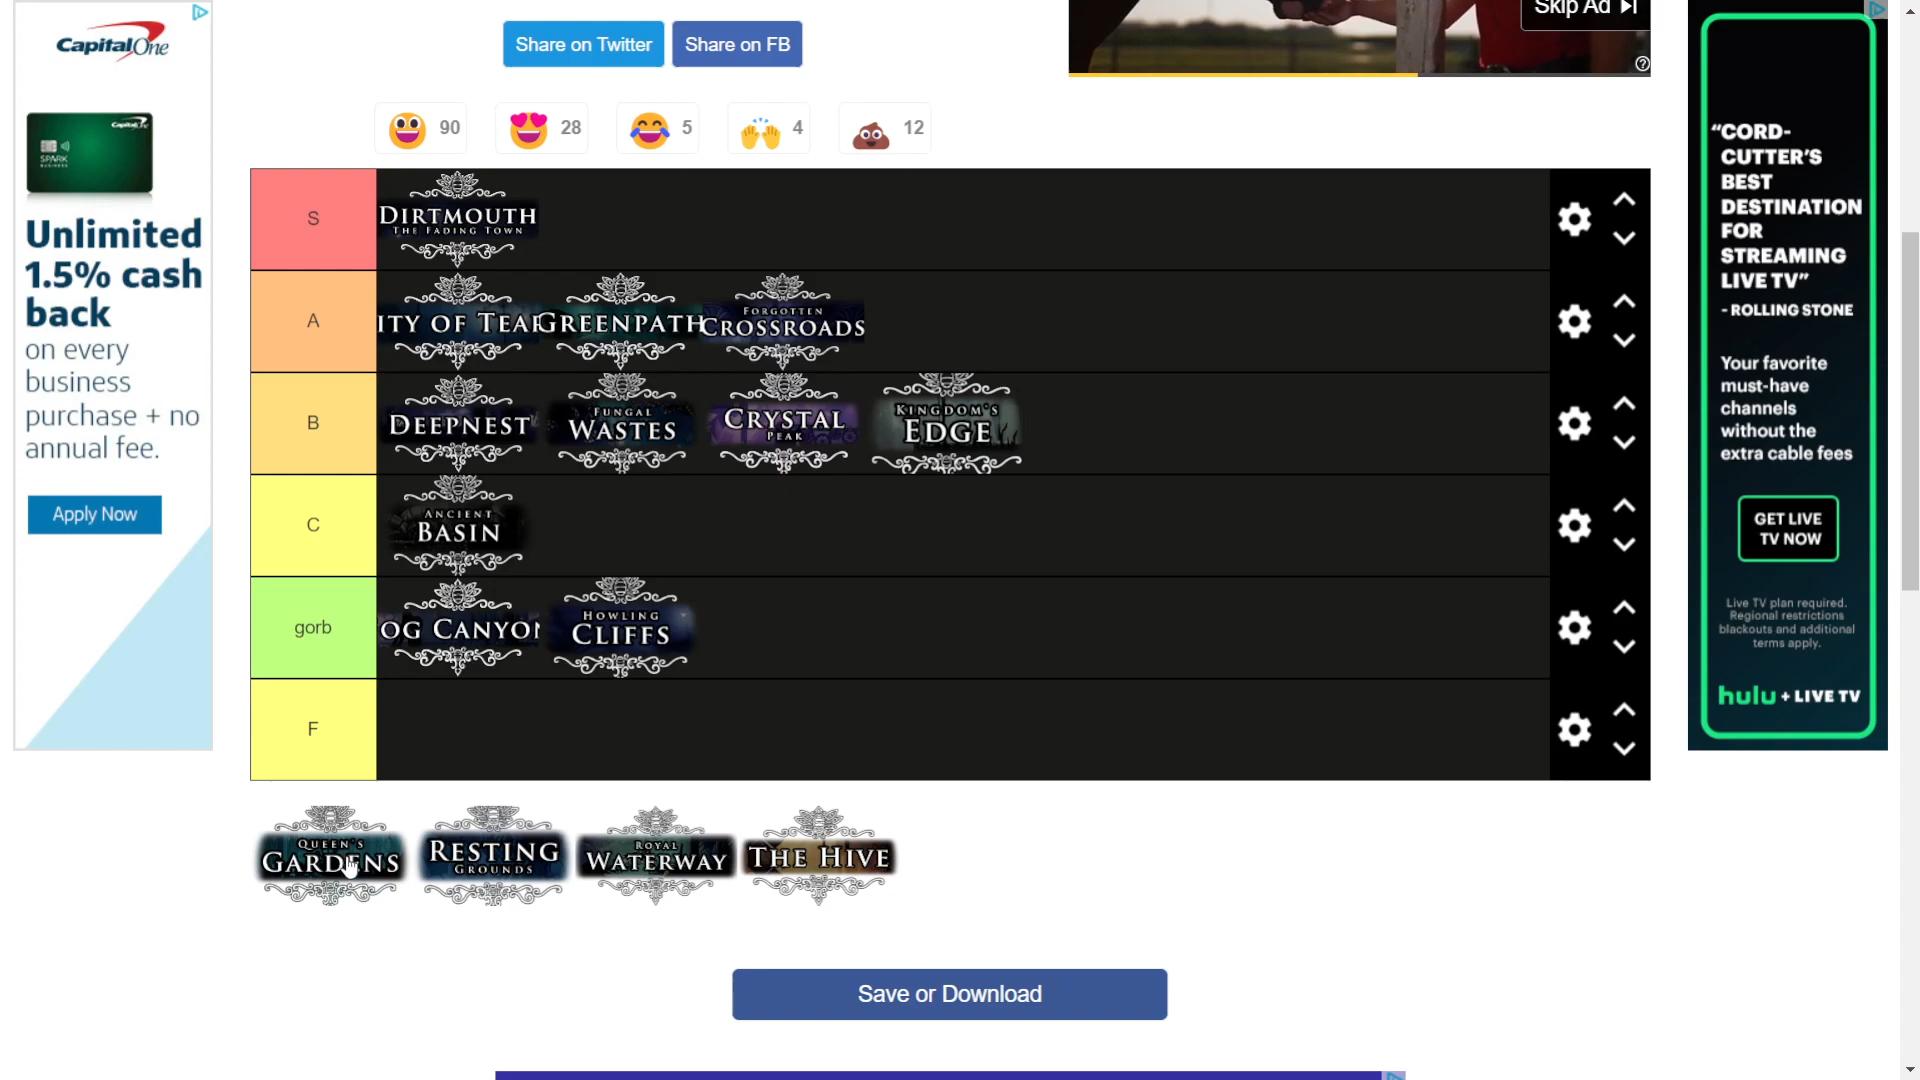 Capital One
Capital One
SPARK
BUSINESS
Unlimited
1.5% cash
back
on every
business
purchase + no
annual fee.
Apply Now
Share on Twitter
Share on FB
Skip Ad
90
28
5
4
12
S
DIRTMOUTH
THE FADING TOWN
A
ITY OF TEAR
GREENPATH
FORGOTTEN
CROSSROADS
B
DEEPNEST
FUNGAL
WASTES
CRYSTAL
PEAK
KINGDOM'S
EDGE
C
ANCIENT
BASIN
gorb
OG CANYON
HOWLING
CLIFFS
F
QUEEN'S
GARDENS
RESTING
GROUNDS
ROYAL
WATERWAY
THE HIVE
Save or Download
“CORD-
CUTTER'S
BEST
DESTINATION
FOR
STREAMING
LIVE TV”
- ROLLING STONE
Your favorite
must-have
channels
without the
extra cable fees
GET LIVE
TV NOW
Live TV plan required.
Regional restrictions
blackouts and additional
terms apply.
hulu + LIVE TV